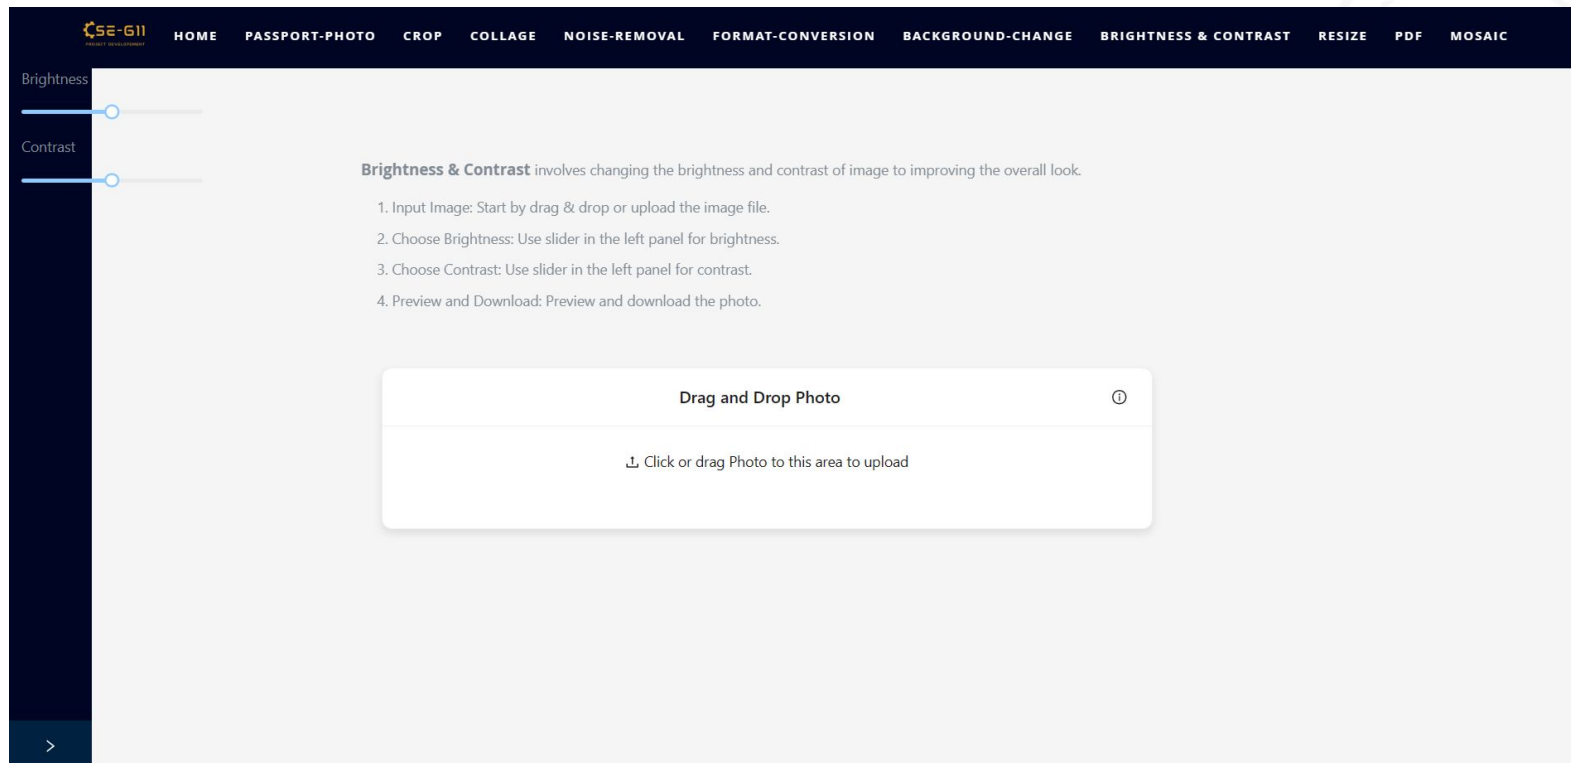 CSE-G11
PROJECT DEVELOPEMENT
HOME PASSPORT-PHOTO CROP COLLAGE NOISE-REMOVAL FORMAT-CONVERSION BACKGROUND-CHANGE BRIGHTNESS & CONTRAST RESIZE PDF MOSAIC
Brightness
Contrast
Brightness & Contrast involves changing the brightness and contrast of image to improving the overall look.
1. Input Image: Start by drag & drop or upload the image file.
2. Choose Brightness: Use slider in the left panel for brightness.
3. Choose Contrast: Use slider in the left panel for contrast.
4. Preview and Download: Preview and download the photo.
Drag and Drop Photo
Click or drag Photo to this area to upload